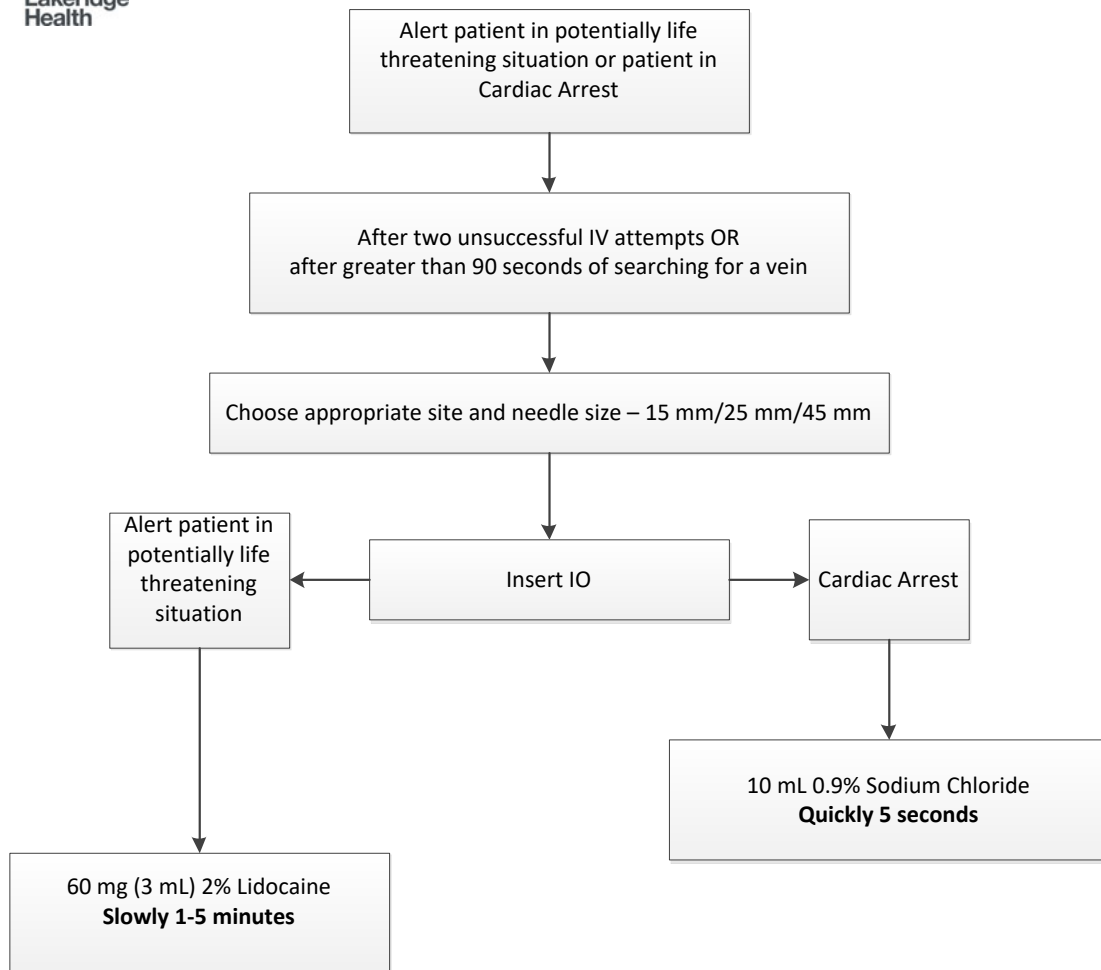 Lakeridge
Health
Alert patient in potentially life
threatening situation or patient in
Cardiac Arrest
After two unsuccessful IV attempts OR
after greater than 90 seconds of searching for a vein
Choose appropriate site and needle size – 15 mm/25 mm/45 mm
Alert patient in
potentially life
threatening
situation
Insert IO
Cardiac Arrest
10 mL 0.9% Sodium Chloride
Quickly 5 seconds
60 mg (3 mL) 2% Lidocaine
Slowly 1-5 minutes